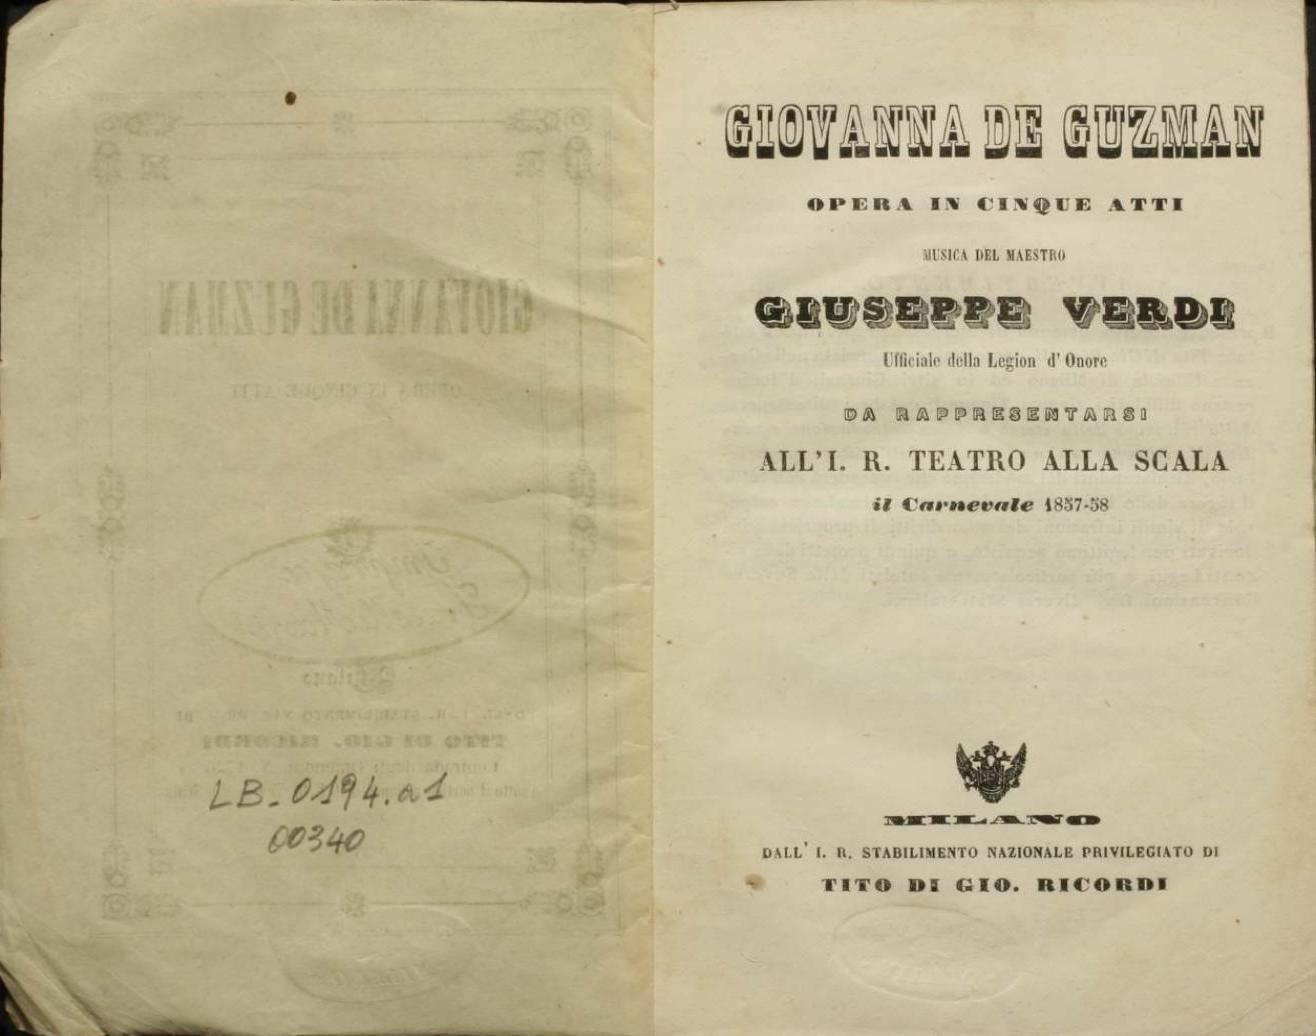 LB_0194.a1
00340
GIOVANNA DE GUZMAN
OPERA IN CINQUE ATTI
MUSICA DEL MAESTRO
GIUSEPPE VERDI
Ufficiale della Legion d' Onore
DA RAPPRESENTARSI
ALL'I. R. TEATRO ALLA SCALA
il Carnevale 1857-58
MILANO
DALL' I. R. STABILIMENTO NAZIONALE PRIVILEGIATO DI
TITO DI GIO. RICORDI